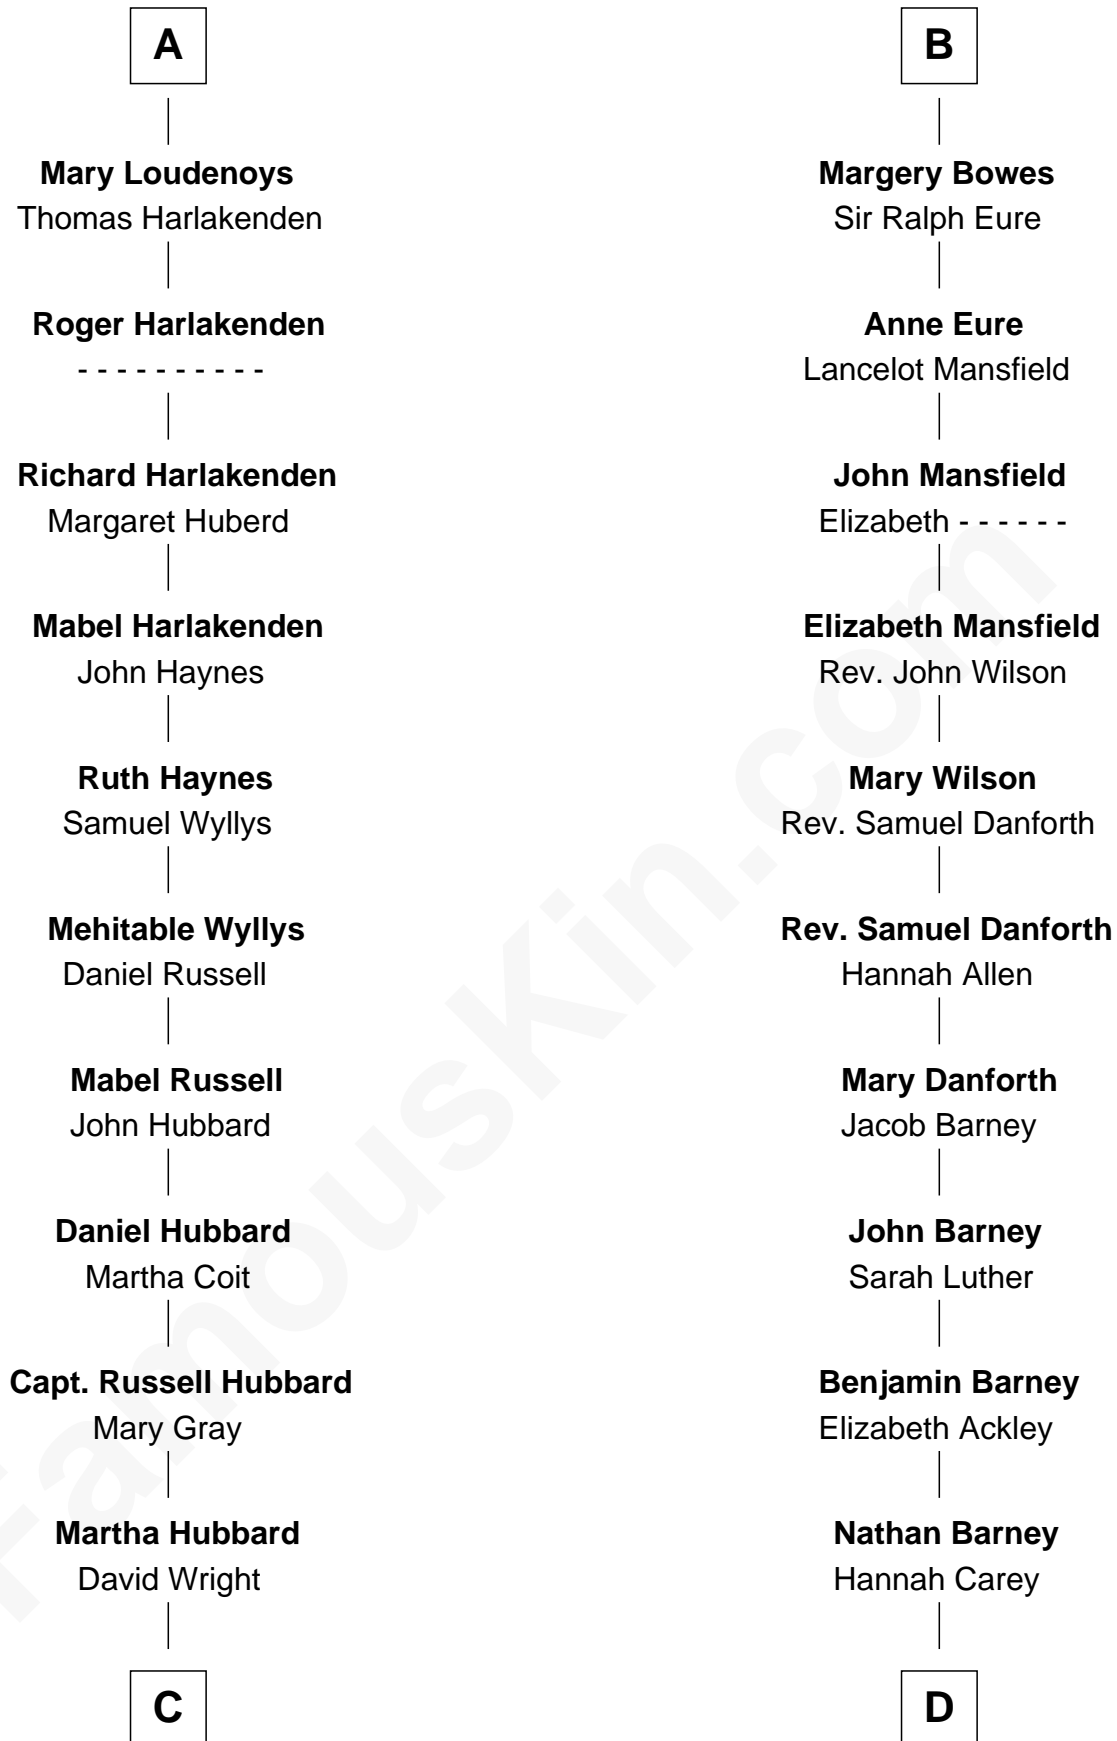 A
Mary Loudenoys
Thomas Harlakenden
Roger Harlakenden
- - - - - - - - - -
Richard Harlakenden
Margaret Huberd
Mabel Harlakenden
John Haynes
Ruth Haynes
Samuel Wyllys
Mehitable Wyllys
Daniel Russell
Mabel Russell
John Hubbard
Daniel Hubbard
Martha Coit
Capt. Russell Hubbard
Mary Gray
Martha Hubbard
David Wright
C
B
Margery Bowes
Sir Ralph Eure
Anne Eure
Lancelot Mansfield
John Mansfield
Elizabeth - - - - - -
Elizabeth Mansfield
Rev. John Wilson
Mary Wilson
Rev. Samuel Danforth
Rev. Samuel Danforth
Hannah Allen
Mary Danforth
Jacob Barney
John Barney
Sarah Luther
Benjamin Barney
Elizabeth Ackley
Nathan Barney
Hannah Carey
D
FamousKin.com